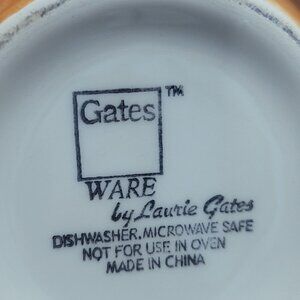 Gates™
WARE
by Laurie Gates
DISHWASHER, MICROWAVE SAFE
NOT FOR USE IN OVEN
MADE IN CHINA